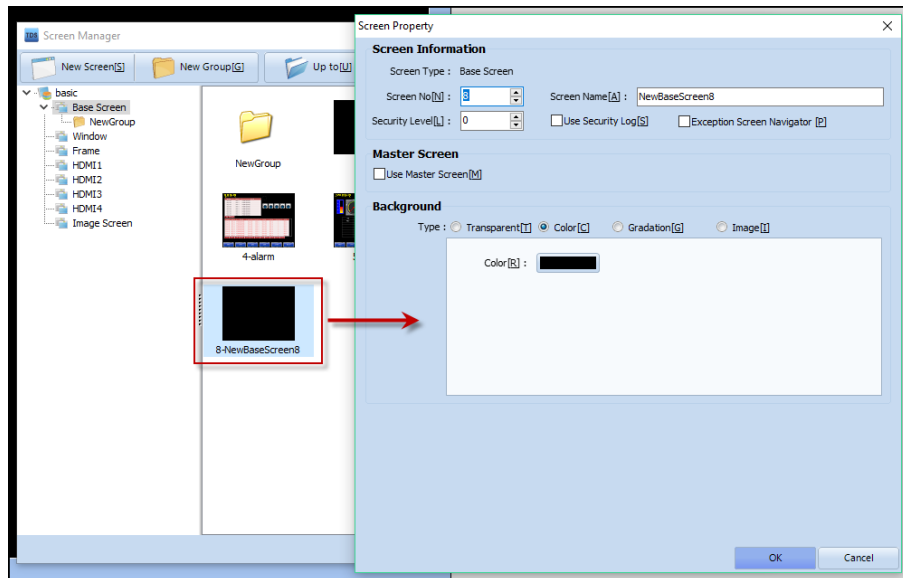 TDS Screen Manager
New Screen[S] New Group[G] Up to[U]
basic
Base Screen
NewGroup
Window
Frame
HDMI1
HDMI2
HDMI3
HDMI4
Image Screen
NewGroup
4-alarm
8-NewBaseScreen8
Screen Property
Screen Information
Screen Type : Base Screen
Screen No[N] : 8 Screen Name[A] : NewBaseScreen8
Security Level[L] : 0 Use Security Log[S] Exception Screen Navigator [P]
Master Screen
Use Master Screen[M]
Background
Type : Transparent[T] Color[C] Gradation[G] Image[I]
Color[R] :
OK Cancel